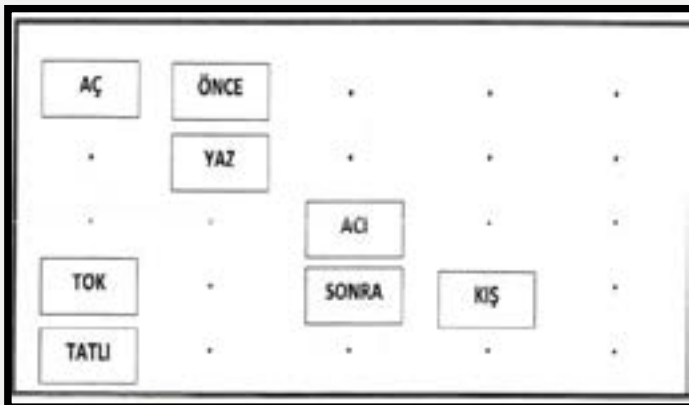 AÇ ÖNCE
YAZ
ACI
TOK SONRA KIŞ
TATLI